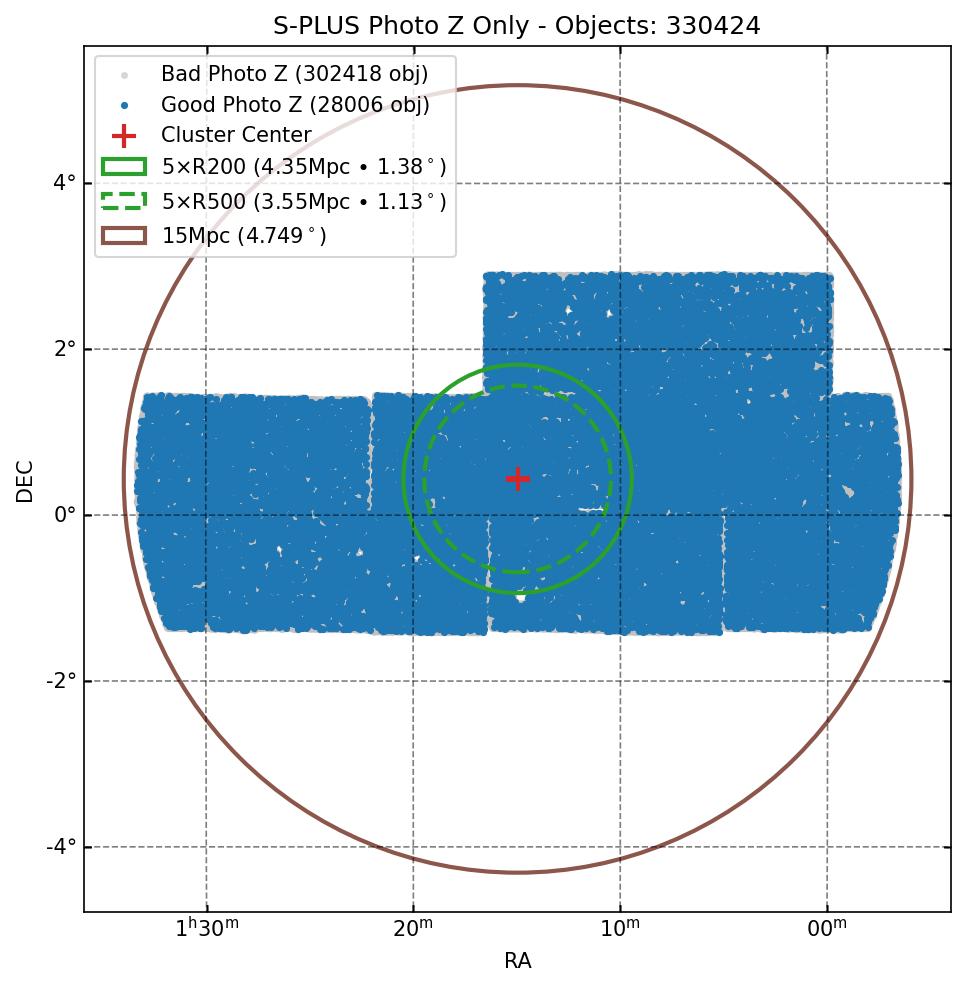 S-PLUS Photo Z Only - Objects: 330424
Bad Photo Z (302418 obj)
Good Photo Z (28006 obj)
Cluster Center
5×R200 (4.35Mpc • 1.38°)
5×R500 (3.55Mpc • 1.13°)
15Mpc (4.749°)
4°
2°
0°
-2°
-4°
DEC
1ʰ30ᵐ 20ᵐ 10ᵐ 00ᵐ
RA